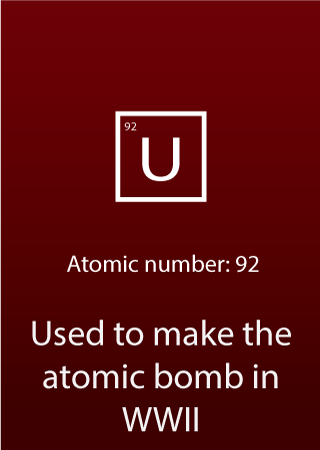 92
U
Atomic number: 92
Used to make the
atomic bomb in
WWII